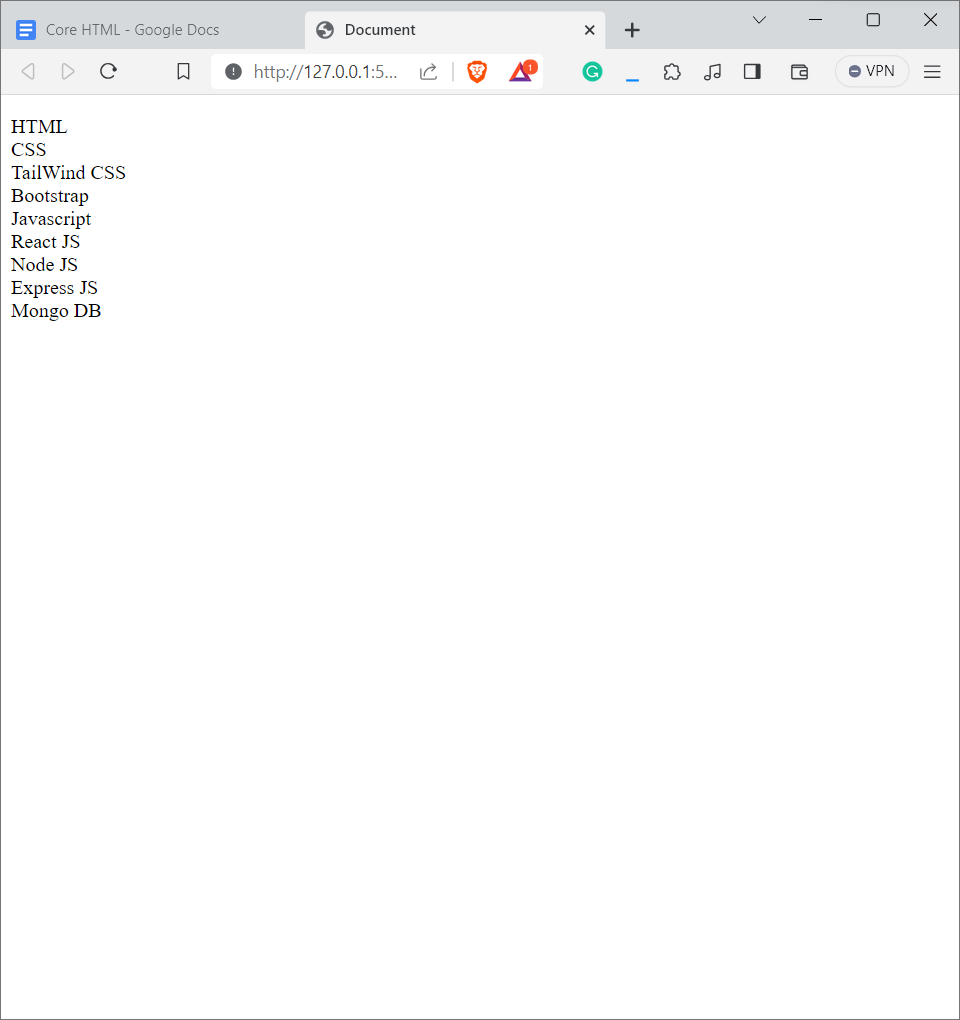 Core HTML - Google Docs
Document
http://127.0.0.1:5...
1
VPN
HTML
CSS
TailWind CSS
Bootstrap
Javascript
React JS
Node JS
Express JS
Mongo DB